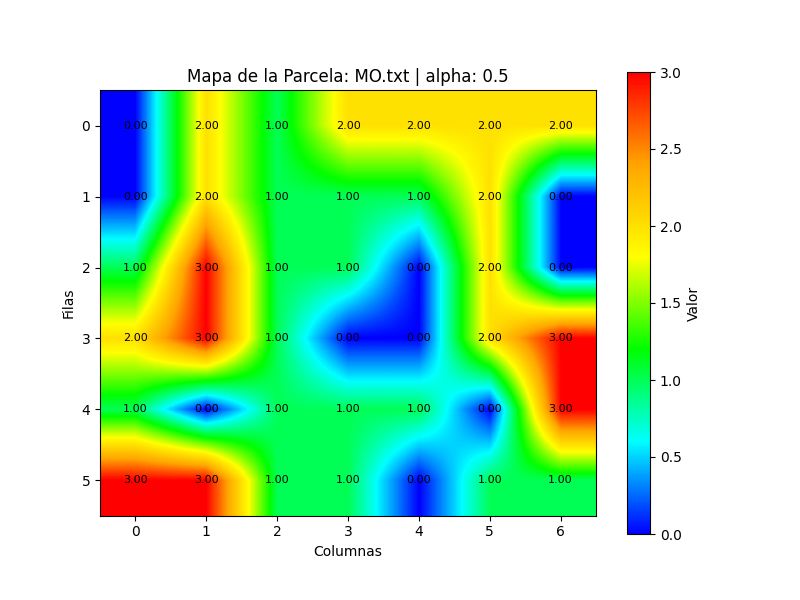 Mapa de la Parcela: MO.txt | alpha: 0.5
3.0
2.5
2.0
1.5
1.0
0.5
0.0
Valor
Filas
0 0.00 2.00 1.00 2.00 2.00 2.00 2.00
1 0.00 2.00 1.00 1.00 1.00 2.00 0.00
2 1.00 3.00 1.00 1.00 0.00 2.00 0.00
3 2.00 3.00 1.00 0.00 0.00 2.00 3.00
4 1.00 0.00 1.00 1.00 1.00 0.00 3.00
5 3.00 3.00 1.00 1.00 0.00 1.00 1.00
0 1 2 3 4 5 6
Columnas